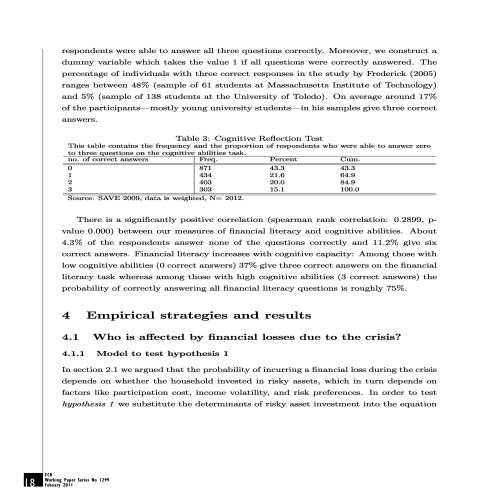 respondents were able to answer all three questions correctly. Moreover, we construct a
dummy variable which takes the value 1 if all questions were correctly answered. The
percentage of individuals with three correct responses in the study by Frederick (2005)
ranges between 48% (sample of 61 students at Massachusetts Institute of Technology)
and 5% (sample of 138 students at the University of Toledo). On average around 17%
of the participants—mostly young university students—in his samples give three correct
answers.
Table 3: Cognitive Reflection Test
This table contains the frequency and the proportion of respondents who were able to answer zero
to three questions on the cognitive abilities task.
no. of correct answers Freq. Percent Cum.
0 871 43.3 43.3
1 434 21.6 64.9
2 403 20.0 84.9
3 303 15.1 100.0
Source: SAVE 2009, data is weighted, N= 2012.
There is a significantly positive correlation (spearman rank correlation: 0.2899, p-
value 0.000) between our measures of financial literacy and cognitive abilities. About
4.3% of the respondents answer none of the questions correctly and 11.2% give six
correct answers. Financial literacy increases with cognitive capacity: Among those with
low cognitive abilities (0 correct answers) 37% give three correct answers on the financial
literacy task whereas among those with high cognitive abilities (3 correct answers) the
probability of correctly answering all financial literacy questions is roughly 75%.
4 Empirical strategies and results
4.1 Who is affected by financial losses due to the crisis?
4.1.1 Model to test hypothesis 1
In section 2.1 we argued that the probability of incurring a financial loss during the crisis
depends on whether the household invested in risky assets, which in turn depends on
factors like participation cost, income volatility, and risk preferences. In order to test
hypothesis 1 we substitute the determinants of risky asset investment into the equation
18
ECB
Working Paper Series No 1299
February 2011